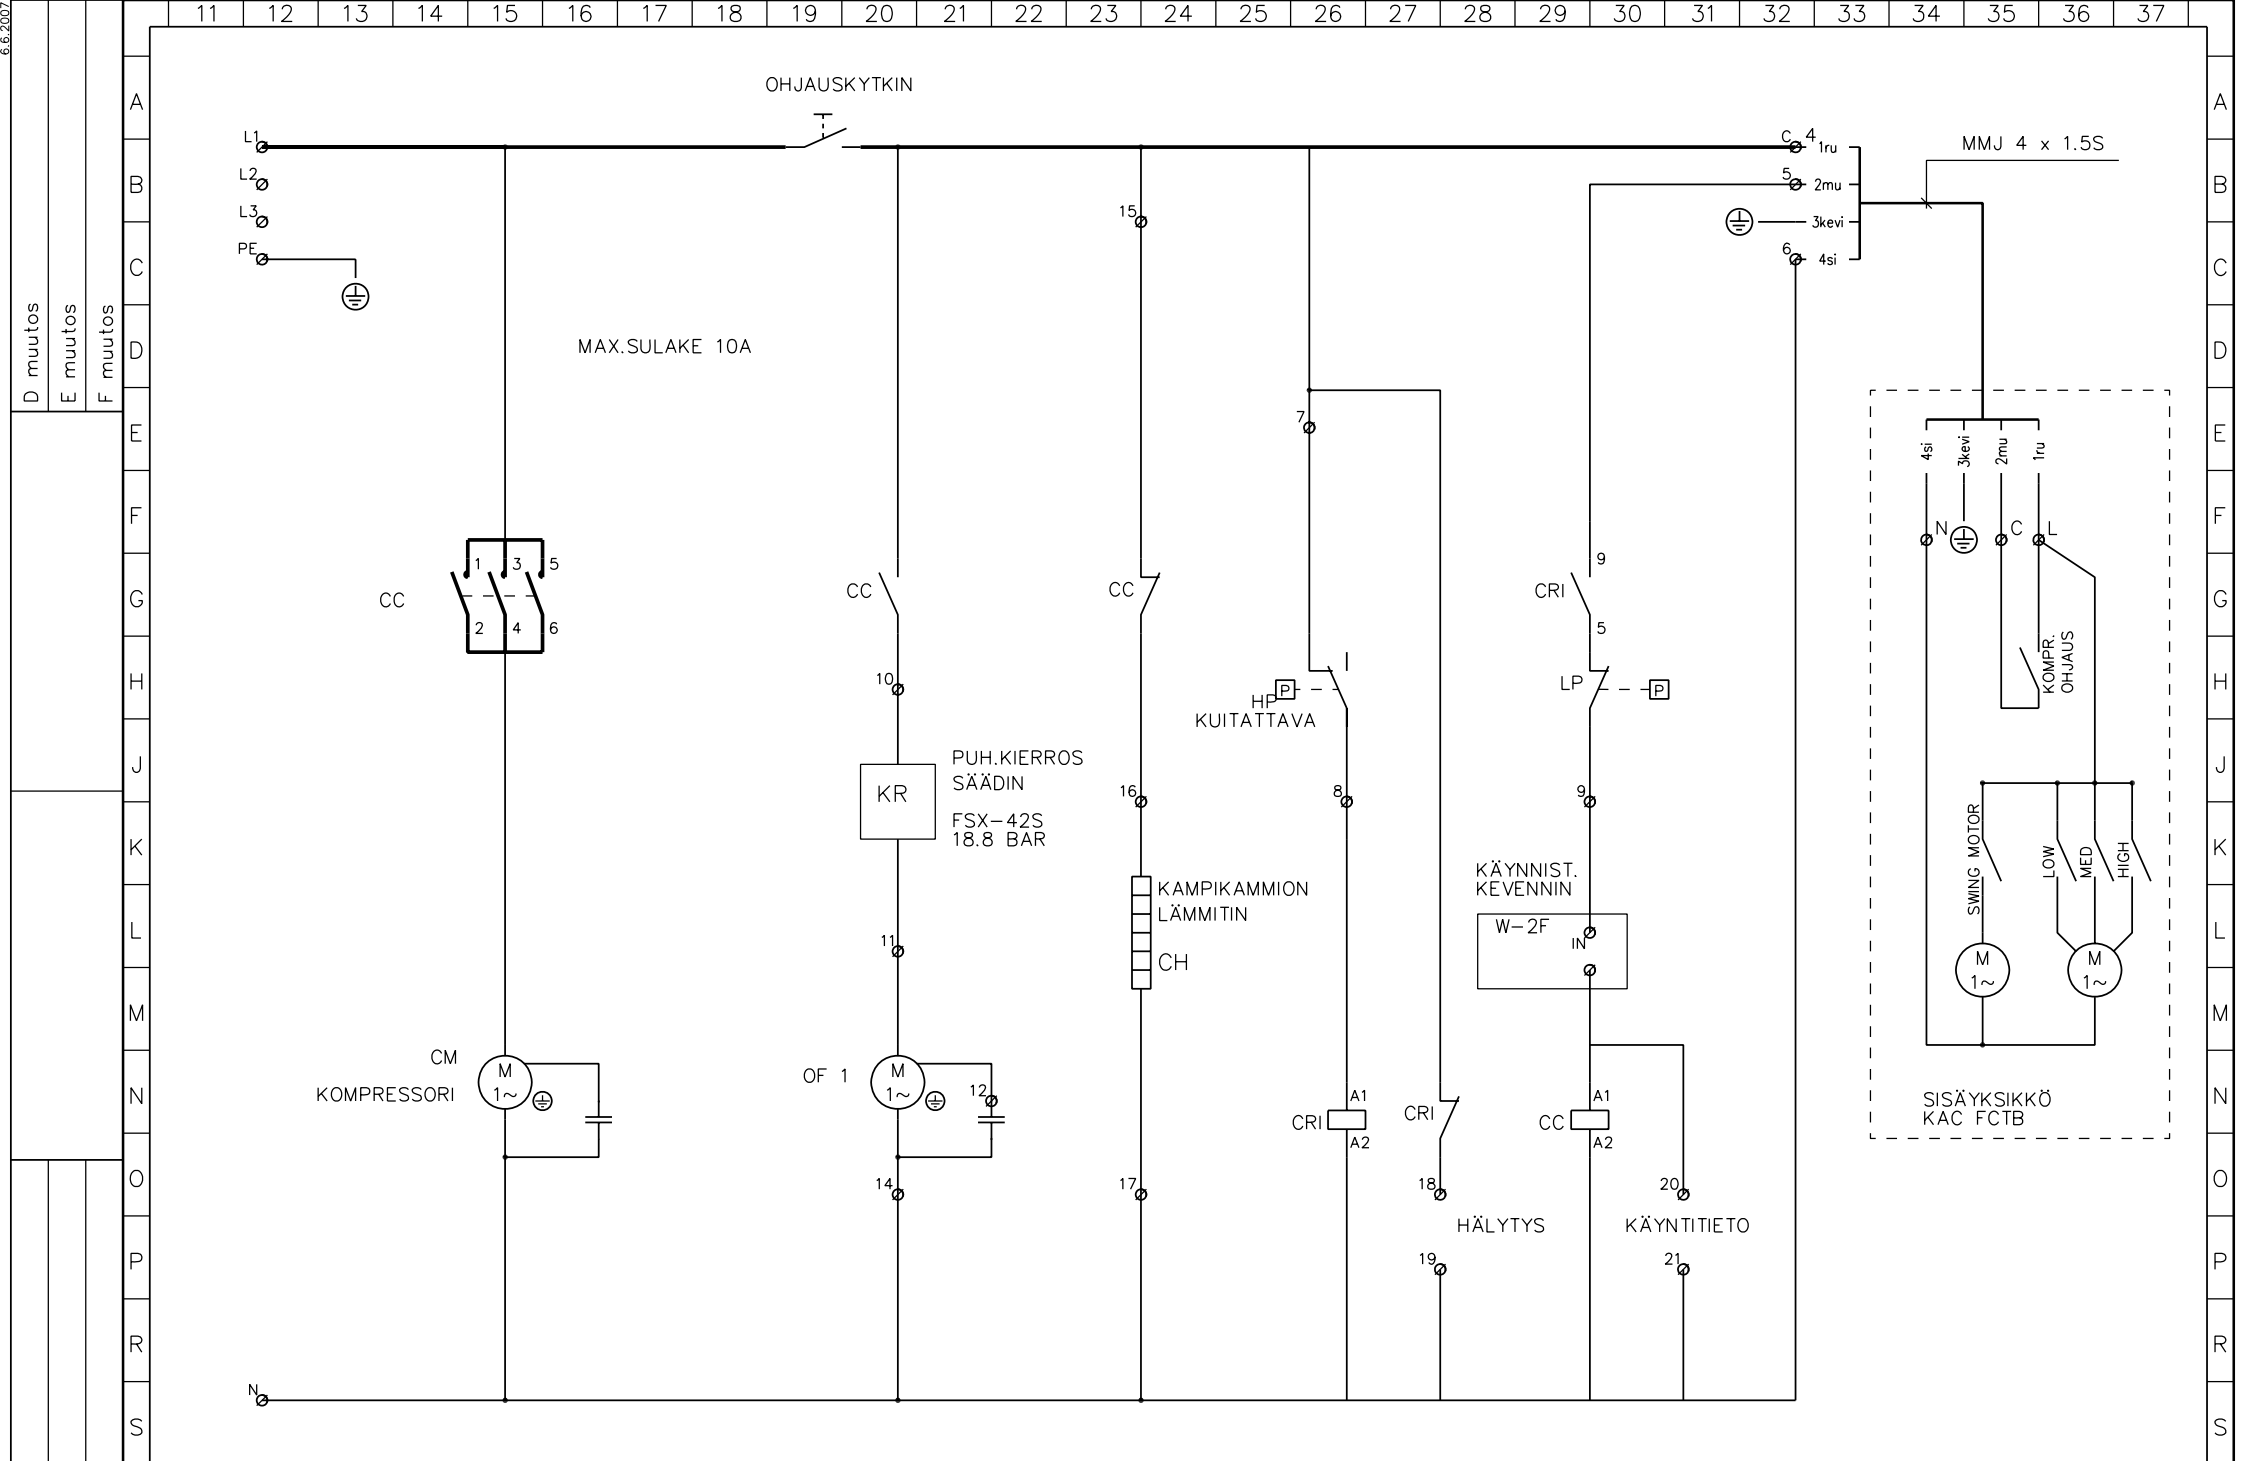 6.6.2007
11 12 13 14 15 16 17 18 19 20 21 22 23 24 25 26 27 28 29 30 31 32 33 34 35 36 37
D muutos
E muutos
F muutos
A A
B B
C C
D D
E E
F F
G G
H H
J J
K K
L L
M M
N N
O O
P P
R R
S S
OHJAUSKYTKIN
L1
L2
L3
PE
C 4 1ru
5 2mu
3kevi
6 4si
MMJ 4 x 1.5S
15
MAX.SULAKE 10A
7
4si
3kevi
2mu
1ru
N C L
1 3 5
CC
2 4 6
CC
CC
9
CRI
5
10
P
HP
KUITATTAVA
LP
P
KOMPR.
OHJAUS
PUH.KIERROS
SÄÄDIN
KR
FSX-42S
18.8 BAR
16
8
9
SWING MOTOR
LOW
MED
HIGH
KÄYNNIST.
KEVENNIN
KAMPIKAMMION
LÄMMITIN
CH
W-2F
IN
11
M
1~
M
1~
CM
KOMPRESSORI
M
1~
OF 1
M
1~
12
A1
CRI
A2
CRI
A1
CC
A2
SISÄYKSIKKÖ
KAC FCTB
14
17
18
20
HÄLYTYS
KÄYNTITIETO
19
21
N